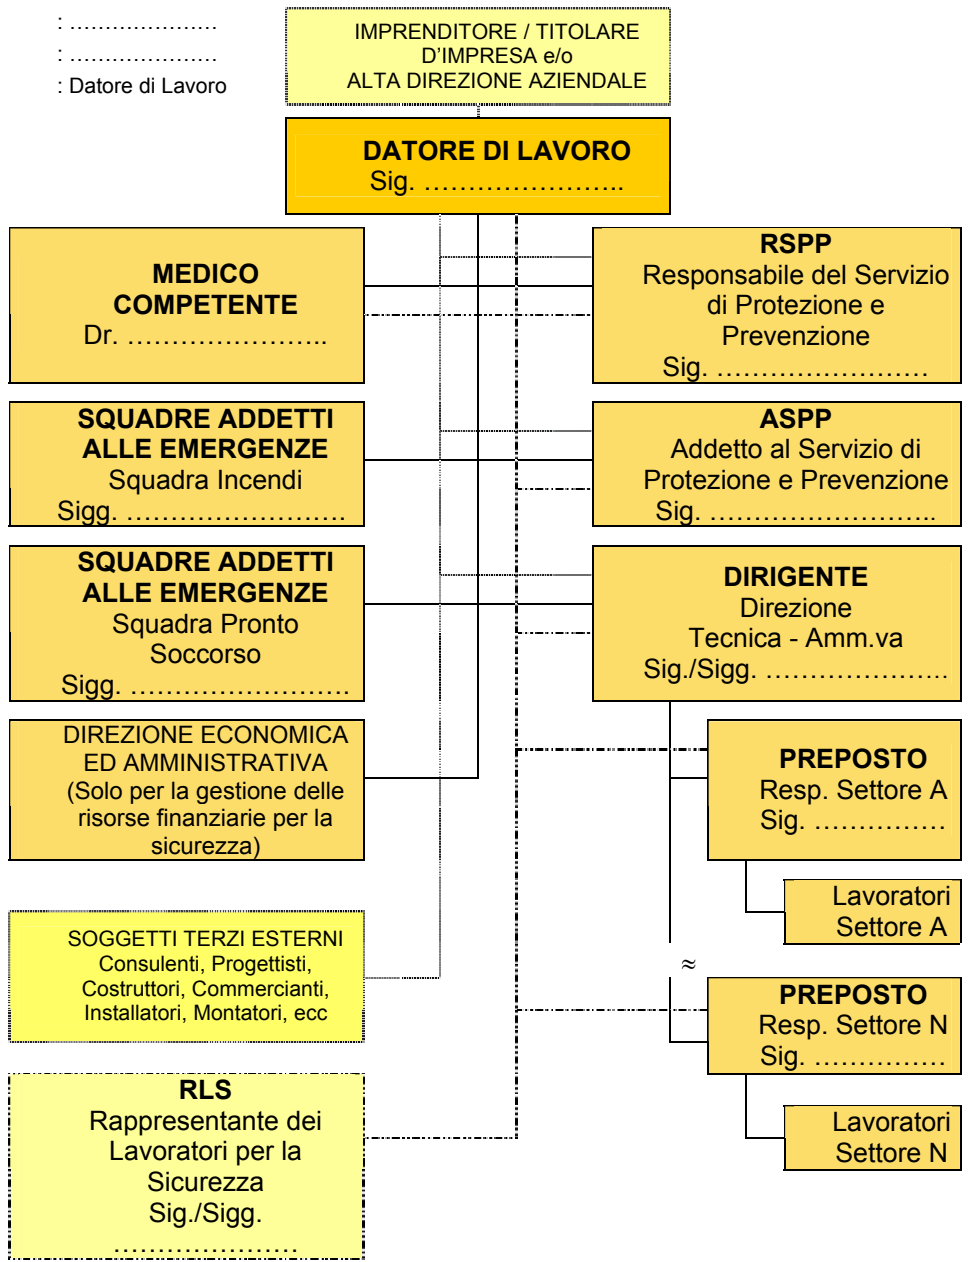 : …………………
: …………………
: Datore di Lavoro
IMPRENDITORE / TITOLARE
D'IMPRESA e/o
ALTA DIREZIONE AZIENDALE
DATORE DI LAVORO
Sig. …………………..
MEDICO
COMPETENTE
Dr. …………………..
RSPP
Responsabile del Servizio
di Protezione e
Prevenzione
Sig. ……………………
SQUADRE ADDETTI
ALLE EMERGENZE
Squadra Incendi
Sigg. …………………….
ASPP
Addetto al Servizio di
Protezione e Prevenzione
Sig. ……………………..
SQUADRE ADDETTI
ALLE EMERGENZE
Squadra Pronto
Soccorso
Sigg. …………………….
DIRIGENTE
Direzione
Tecnica - Amm.va
Sig./Sigg. …………………..
DIREZIONE ECONOMICA
ED AMMINISTRATIVA
(Solo per la gestione delle
risorse finanziarie per la
sicurezza)
PREPOSTO
Resp. Settore A
Sig. ……………
Lavoratori
Settore A
SOGGETTI TERZI ESTERNI
Consulenti, Progettisti,
Costruttori, Commercianti,
Installatori, Montatori, ecc
≈
PREPOSTO
Resp. Settore N
Sig. ……………
Lavoratori
Settore N
RLS
Rappresentante dei
Lavoratori per la
Sicurezza
Sig./Sigg.
…………………